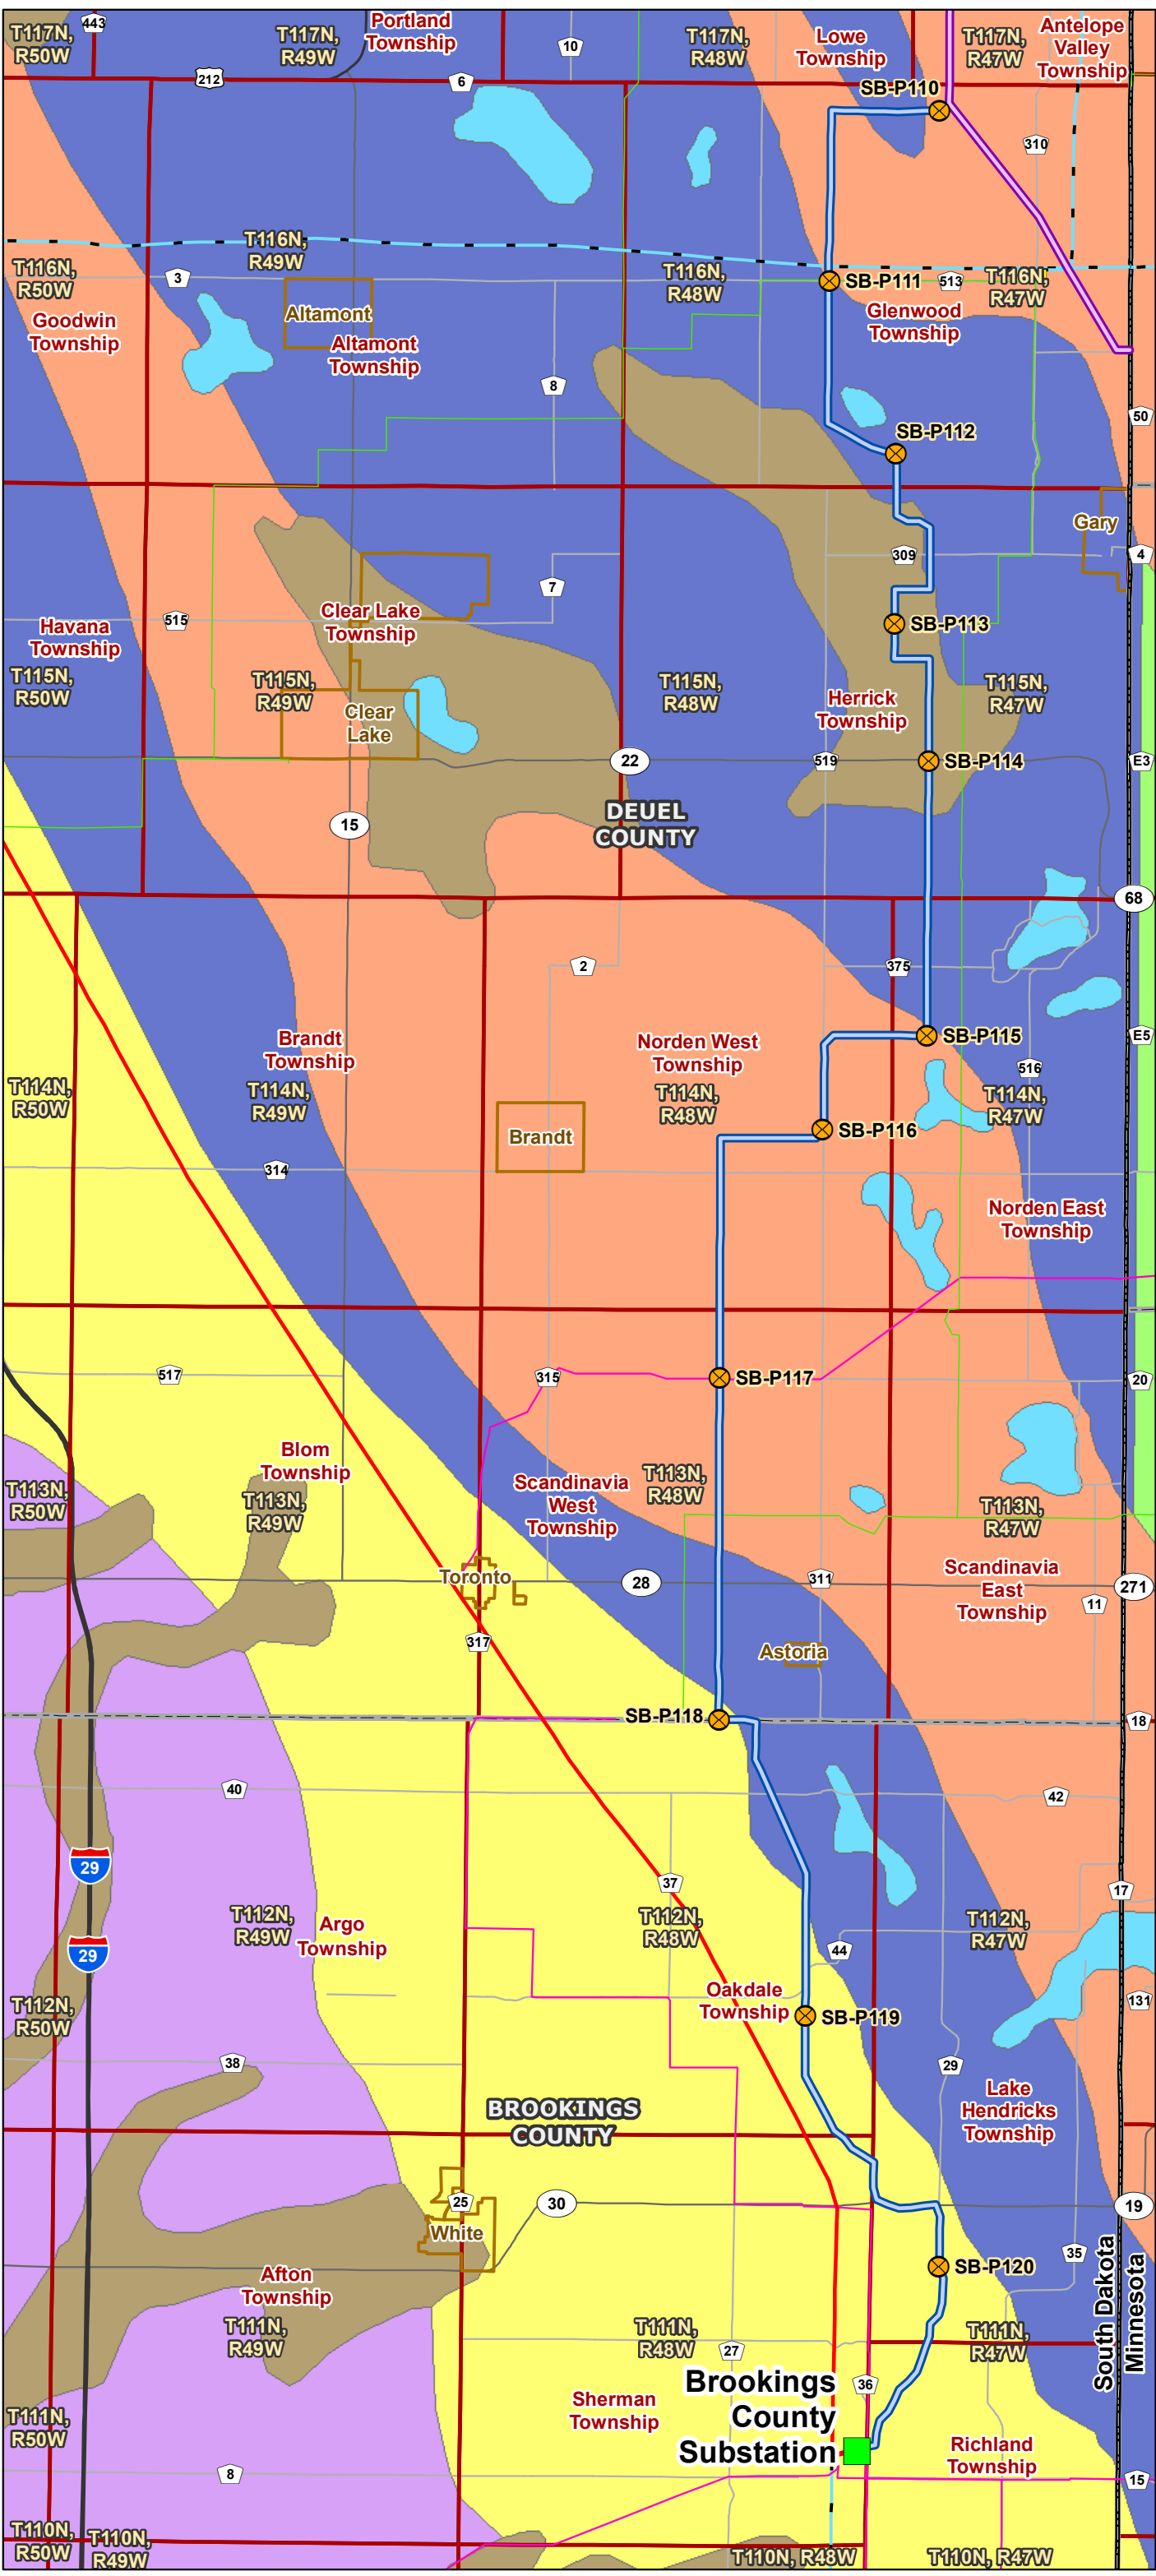 T117N,
R50W
443
T117N,
R49W
Portland
Township
10
T117N,
R48W
Lowe
Township
T117N,
R47W
Antelope
Valley
Township
212
6
SB-P110
310
T116N,
R50W
T116N,
R49W
3
T116N,
R48W
SB-P111
513
T116N,
R47W
Goodwin
Township
Altamont
Altamont
Township
Glenwood
Township
8
50
SB-P112
Gary
309
4
7
Havana
Township
515
Clear Lake
Township
SB-P113
T115N,
R50W
T115N,
R49W
T115N,
R48W
T115N,
R47W
Clear
Lake
Herrick
Township
22
519
SB-P114
E3
15
DEUEL
COUNTY
68
2
375
Brandt
Township
Norden West
Township
SB-P115
E5
516
T114N,
R50W
T114N,
R49W
T114N,
R48W
T114N,
R47W
Brandt
SB-P116
314
Norden East
Township
517
315
SB-P117
20
Blom
Township
T113N,
R50W
T113N,
R49W
Scandinavia
West
Township
T113N,
R48W
T113N,
R47W
Toronto
28
311
Scandinavia
East
Township
271
11
317
Astoria
SB-P118
18
40
42
29
37
17
T112N,
R49W
Argo
Township
T112N,
R48W
T112N,
R47W
29
44
Oakdale
Township
SB-P119
131
T112N,
R50W
38
29
BROOKINGS
COUNTY
Lake
Hendricks
Township
25
30
19
White
35
SB-P120
South Dakota
Minnesota
Afton
Township
T111N,
R49W
T111N,
R48W
27
T111N,
R47W
Brookings
County
Substation
36
Sherman
Township
T111N,
R50W
Richland
Township
8
15
T110N,
R50W
T110N,
R49W
T110N, R48W
T110N, R47W